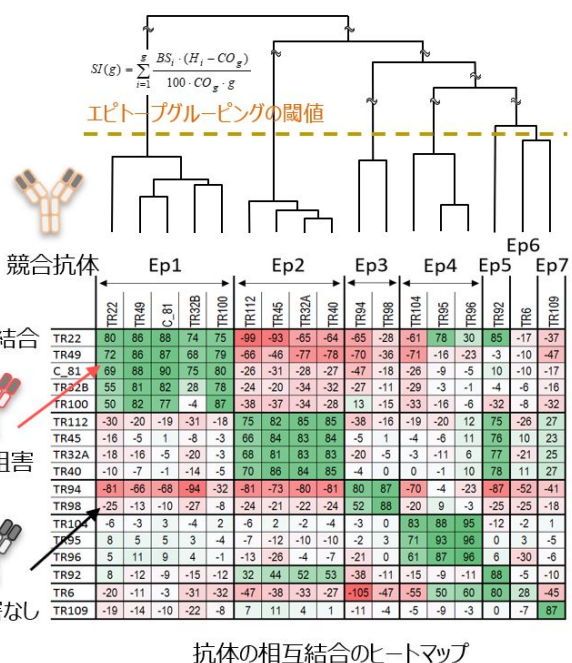 SI(g) = Σ_{i=1}^{g} BS_i · (H_i − CO_g) / 100 · CO_g · g
エピトープグルーピングの閾値
競合抗体
Ep1 Ep2 Ep3 Ep4 Ep5 Ep6 Ep7
TR22 TR49 C_81 TR32B TR100 TR112 TR45 TR32A TR40 TR94 TR98 TR104 TR95 TR96 TR92 TR6 TR109
結合
TR22 80 86 88 74 75 -99 -93 -65 -64 -65 -28 -61 78 30 85 -17 -37
TR49 72 86 87 68 79 -66 -46 -77 -78 -70 -36 -71 -16 -23 -3 -10 -47
C_81 69 88 90 75 80 -26 -31 -28 -27 -47 -18 -26 -9 -5 10 -10 -17
TR32B 55 81 82 28 78 -24 -20 -34 -32 -27 -11 -29 -3 -1 -4 -6 -16
TR100 50 82 77 -4 87 -38 -37 -34 -28 13 -15 -33 -16 -6 -32 -8 -32
阻害
TR112 -30 -20 -19 -31 -18 75 82 85 85 -38 -16 -19 -20 12 75 -26 27
TR45 -16 -5 1 -8 -3 66 84 83 84 -5 1 -4 -6 11 76 10 23
TR32A -18 -16 -5 -20 -3 68 81 83 83 -20 -5 -3 -11 6 77 -21 25
TR40 -10 -7 -1 -14 -5 70 86 84 85 -4 0 0 -1 10 78 11 27
TR94 -81 -66 -68 -94 -32 -81 -73 -80 -81 80 87 -70 -4 -23 -87 -52 -41
TR98 -25 -13 -10 -27 -8 -24 -21 -22 -24 52 88 -20 9 -3 -25 -25 -18
TR104 -6 -3 3 -4 2 -6 2 -2 -4 -3 0 83 88 95 -12 -2 1
TR95 8 5 5 3 -4 -7 -12 -10 -10 -2 3 71 93 96 0 3 -5
TR96 5 11 9 4 -1 -13 -26 -4 -7 -21 0 61 87 96 6 -30 -6
TR92 8 -12 -9 -15 -12 32 44 52 53 -38 -11 -15 -9 -11 88 -5 -10
TR6 -20 -11 -3 -31 -32 -47 -38 -33 -27 -105 -47 -55 50 60 80 28 -45
なし
TR109 -19 -14 -10 -22 -8 7 11 4 1 -11 -4 -5 -9 -3 0 -7 87
抗体の相互結合のヒートマップ